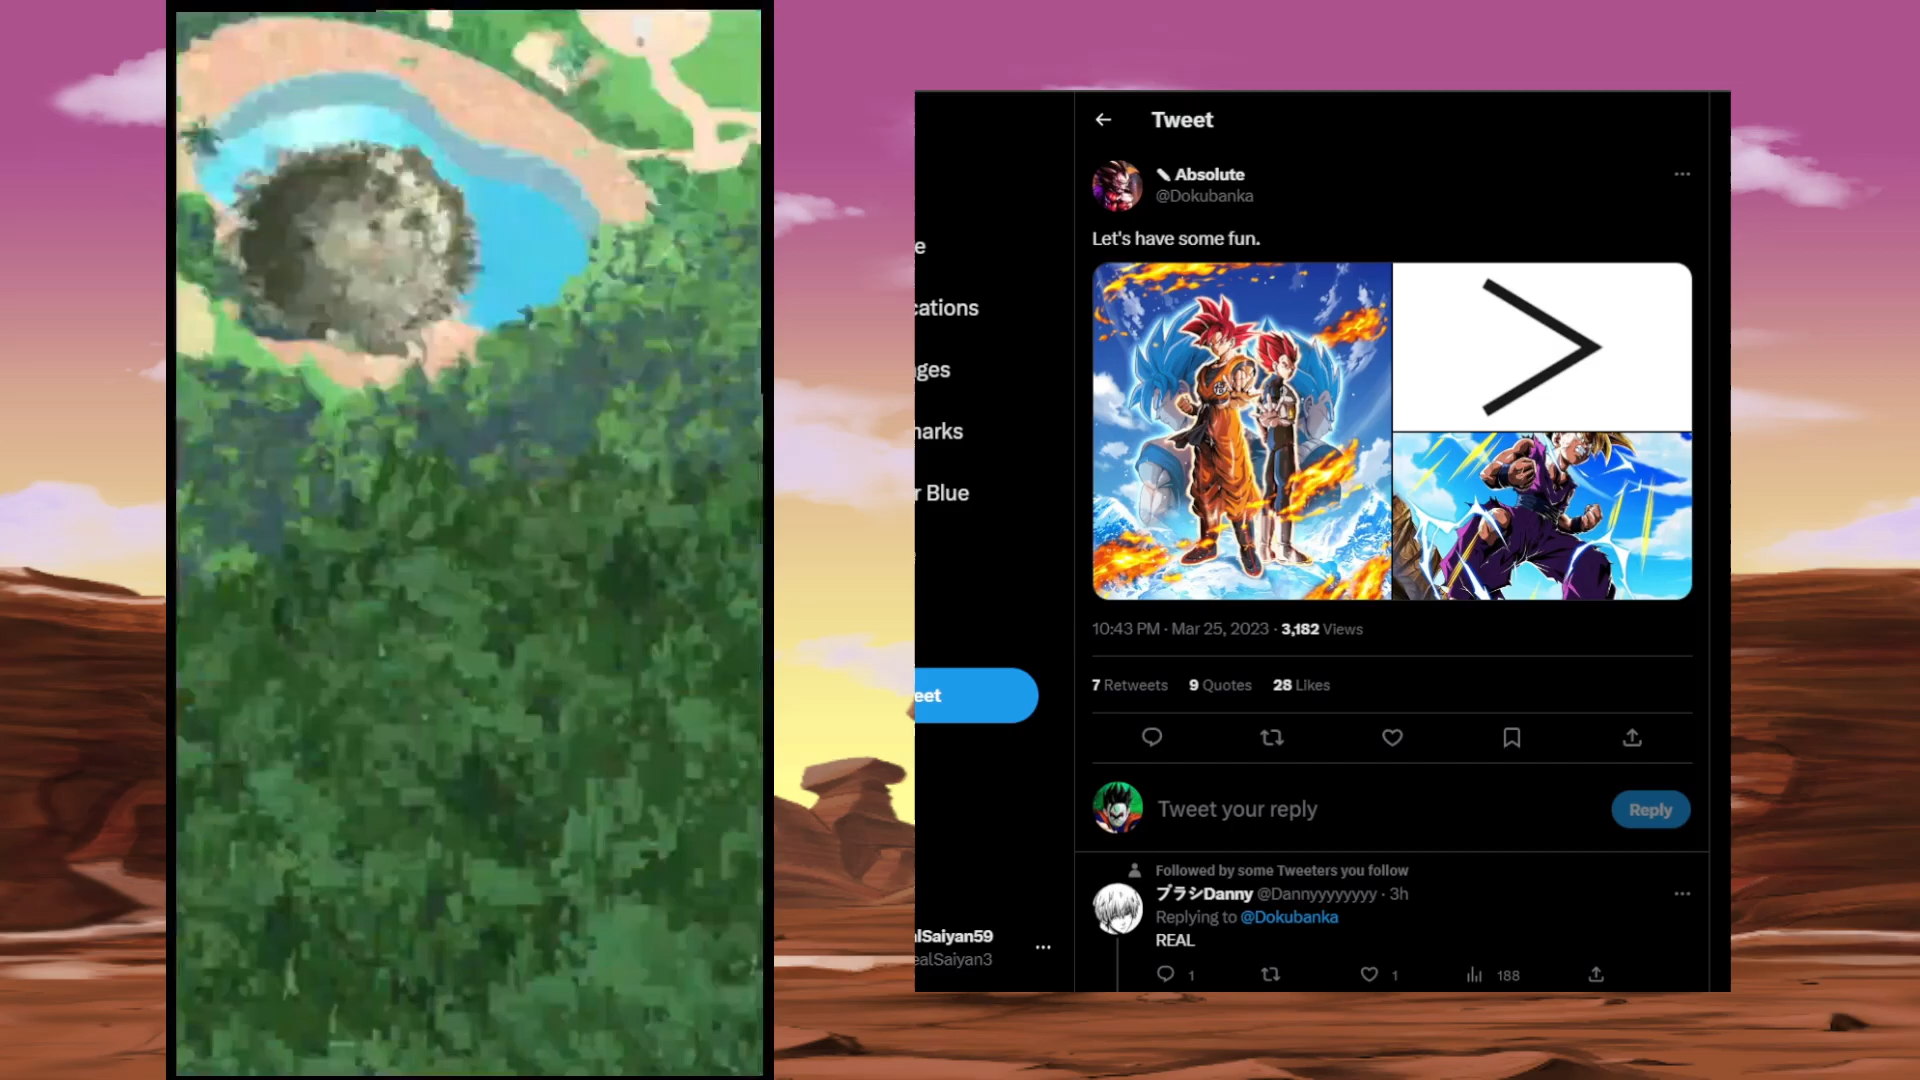 Tweet
Absolute
@Dokubanka
Let's have some fun.
e
cations
ges
narks
r Blue
eet
lSaiyan59
ealSaiyan3
10:43 PM · Mar 25, 2023 · 3,182 Views
7 Retweets 9 Quotes 28 Likes
Tweet your reply
Reply
Followed by some Tweeters you follow
ブラシDanny @Dannyyyyyyyy · 3h
Replying to @Dokubanka
REAL
1 1 188